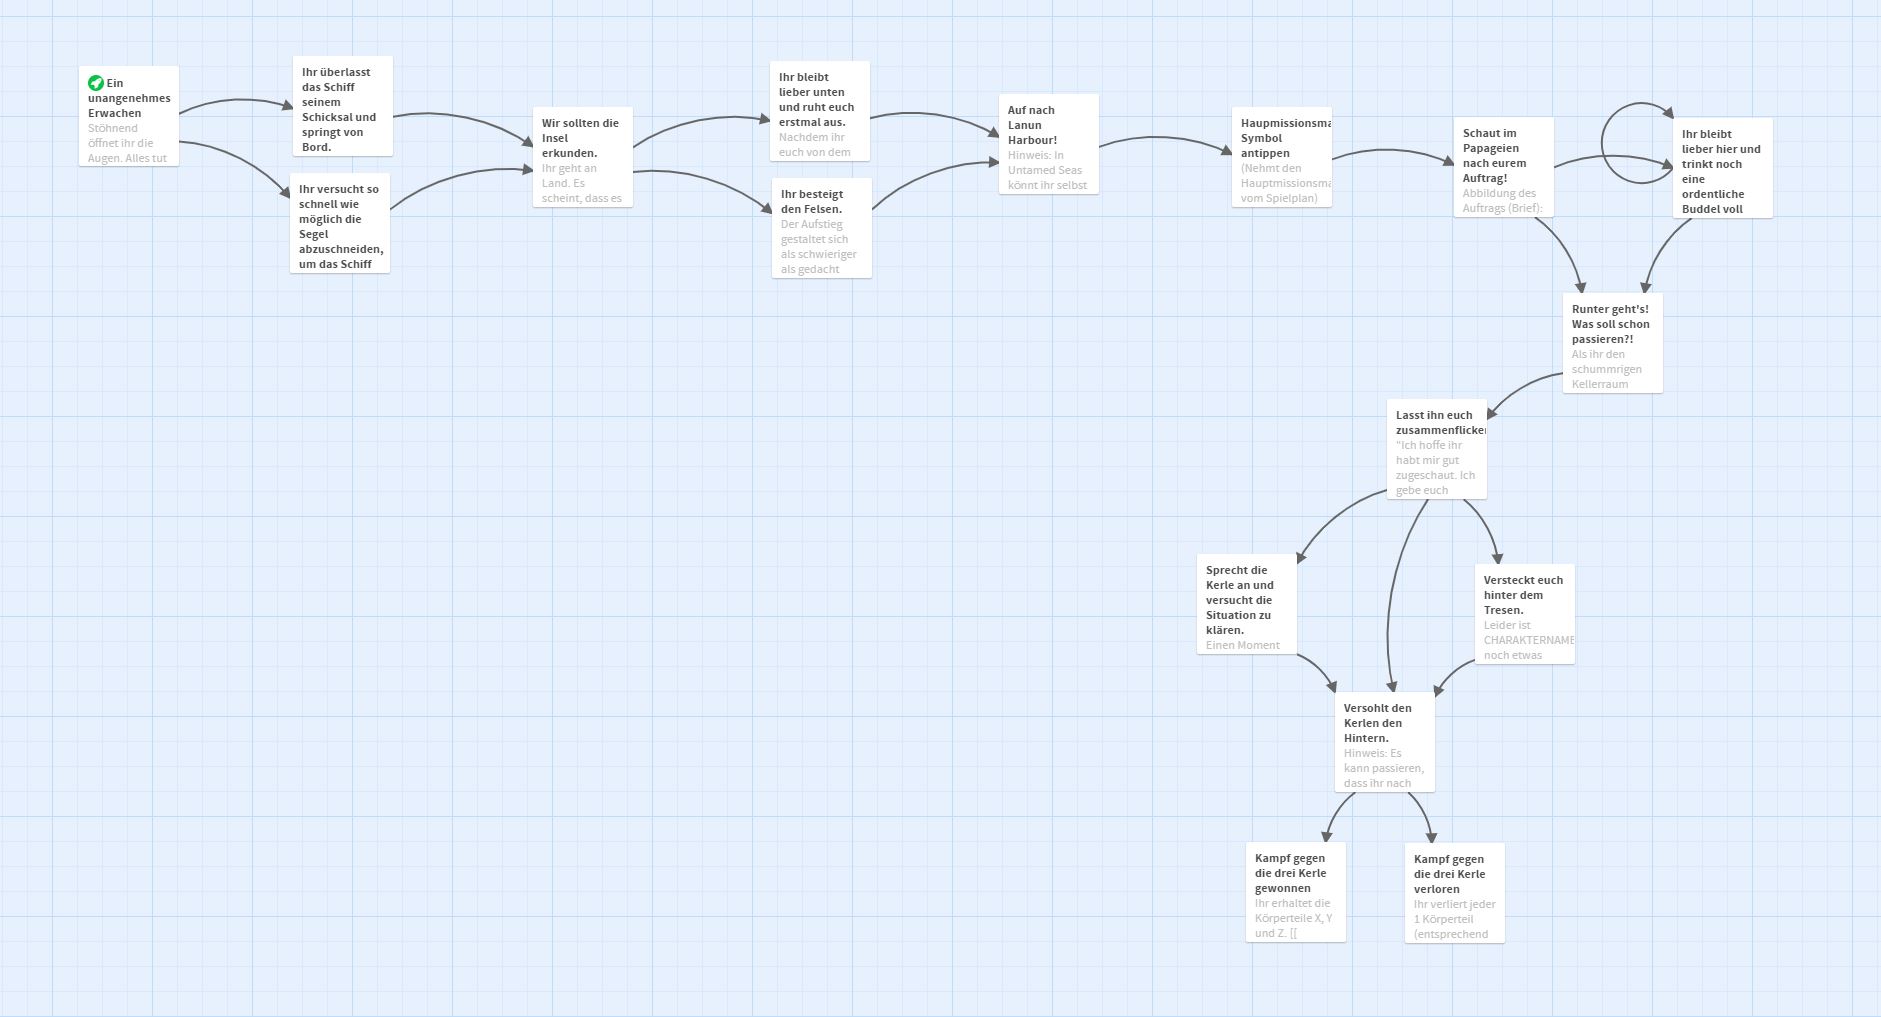 Ein
unangenehmes
Erwachen
Stöhnend
öffnet ihr die
Augen. Alles tut
Ihr überlasst
das Schiff
seinem
Schicksal und
springt von
Bord.
Ihr versucht so
schnell wie
möglich die
Segel
abzuschneiden,
um das Schiff
Wir sollten die
Insel
erkunden.
Ihr geht an
Land. Es
scheint, dass es
Ihr bleibt
lieber unten
und ruht euch
erstmal aus.
Nachdem ihr
euch von dem
Ihr besteigt
den Felsen.
Der Aufstieg
gestaltet sich
als schwieriger
als gedacht
Auf nach
Lanun
Harbour!
Hinweis: In
Untamed Seas
könnt ihr selbst
Haupmissionsma
Symbol
antippen
(Nehmt den
Hauptmissionsma
vom Spielplan)
Schaut im
Papageien
nach eurem
Auftrag!
Abbildung des
Auftrags (Brief):
Ihr bleibt
lieber hier und
trinkt noch
eine
ordentliche
Buddel voll
Runter geht's!
Was soll schon
passieren?!
Als ihr den
schummrigen
Kellerraum
Lasst ihn euch
zusammenflicken
"Ich hoffe ihr
habt mir gut
zugeschaut. Ich
gebe euch
Sprecht die
Kerle an und
versucht die
Situation zu
klären.
Einen Moment
Versteckt euch
hinter dem
Tresen.
Leider ist
CHARAKTERNAME
noch etwas
Versohlt den
Kerlen den
Hintern.
Hinweis: Es
kann passieren,
dass ihr nach
Kampf gegen
die drei Kerle
gewonnen
Ihr erhaltet die
Körperteile X, Y
und Z. [[
Kampf gegen
die drei Kerle
verloren
Ihr verliert jeder
1 Körperteil
(entsprechend